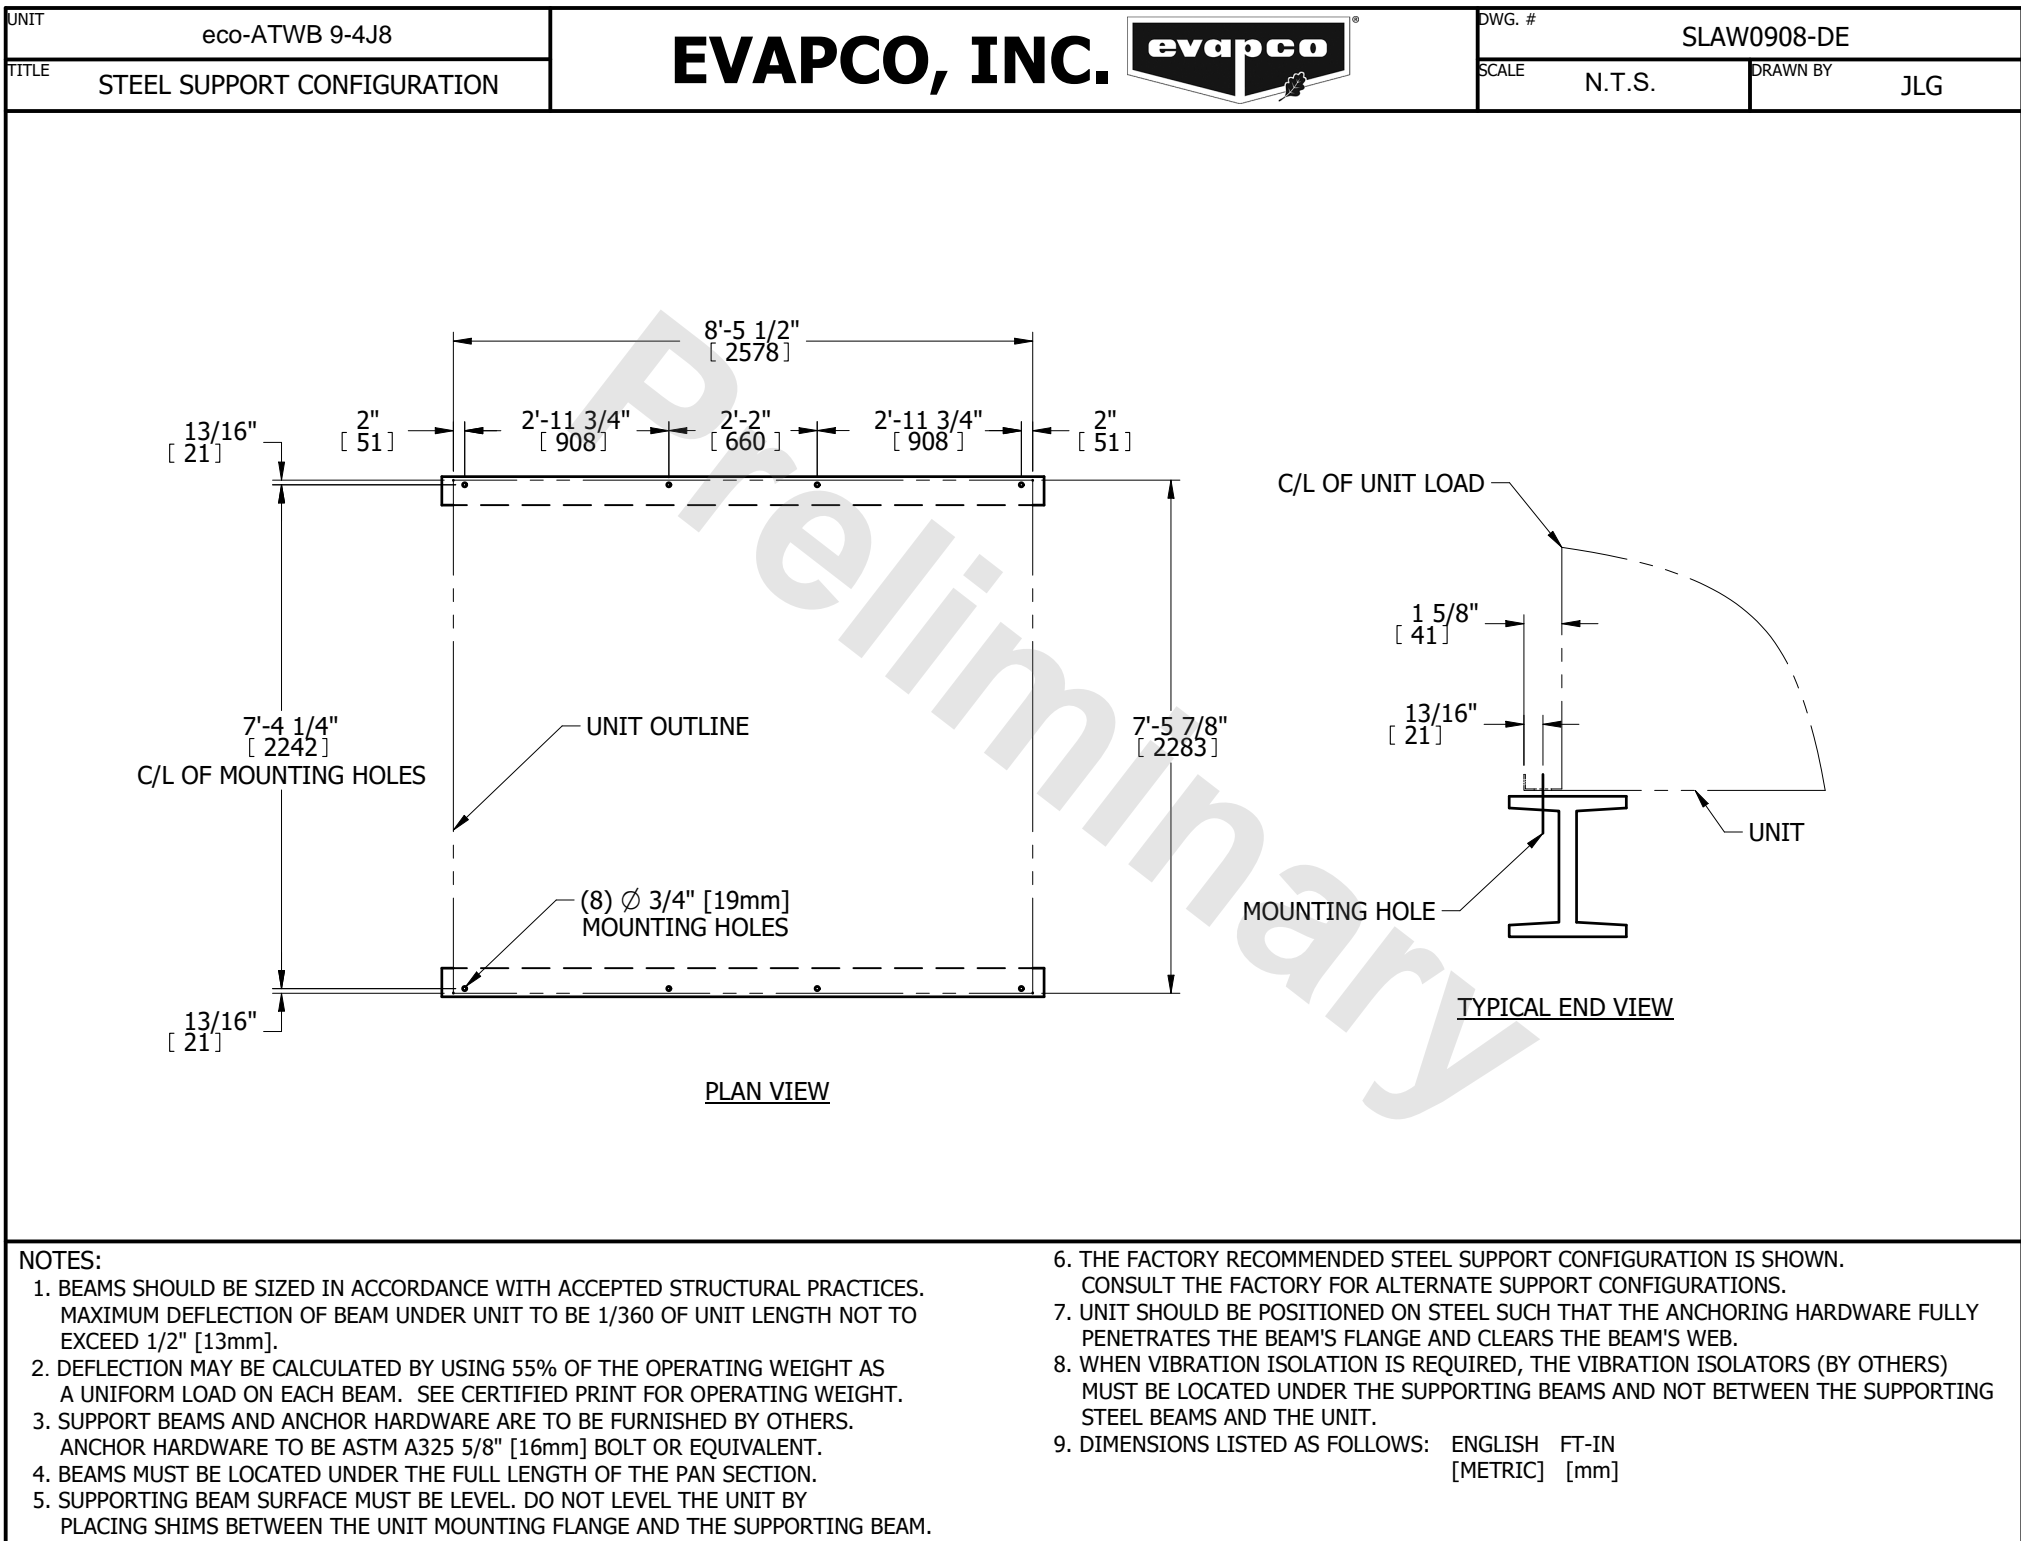 UNIT
eco-ATWB 9-4J8
TITLE
STEEL SUPPORT CONFIGURATION
EVAPCO, INC.
evapco®
DWG. #
SLAW0908-DE
SCALE
N.T.S.
DRAWN BY
JLG
8'-5 1/2"
[ 2578 ]
13/16"
[ 21 ]
2"
[ 51 ]
2'-11 3/4"
[ 908 ]
2'-2"
[ 660 ]
2'-11 3/4"
[ 908 ]
2"
[ 51 ]
7'-4 1/4"
[ 2242 ]
C/L OF MOUNTING HOLES
UNIT OUTLINE
7'-5 7/8"
[ 2283 ]
(8) ∅ 3/4" [19mm]
MOUNTING HOLES
13/16"
[ 21 ]
PLAN VIEW
C/L OF UNIT LOAD
1 5/8"
[ 41 ]
13/16"
[ 21 ]
UNIT
MOUNTING HOLE
TYPICAL END VIEW
Preliminary
NOTES:
1. BEAMS SHOULD BE SIZED IN ACCORDANCE WITH ACCEPTED STRUCTURAL PRACTICES.
MAXIMUM DEFLECTION OF BEAM UNDER UNIT TO BE 1/360 OF UNIT LENGTH NOT TO
EXCEED 1/2" [13mm].
2. DEFLECTION MAY BE CALCULATED BY USING 55% OF THE OPERATING WEIGHT AS
A UNIFORM LOAD ON EACH BEAM. SEE CERTIFIED PRINT FOR OPERATING WEIGHT.
3. SUPPORT BEAMS AND ANCHOR HARDWARE ARE TO BE FURNISHED BY OTHERS.
ANCHOR HARDWARE TO BE ASTM A325 5/8" [16mm] BOLT OR EQUIVALENT.
4. BEAMS MUST BE LOCATED UNDER THE FULL LENGTH OF THE PAN SECTION.
5. SUPPORTING BEAM SURFACE MUST BE LEVEL. DO NOT LEVEL THE UNIT BY
PLACING SHIMS BETWEEN THE UNIT MOUNTING FLANGE AND THE SUPPORTING BEAM.
6. THE FACTORY RECOMMENDED STEEL SUPPORT CONFIGURATION IS SHOWN.
CONSULT THE FACTORY FOR ALTERNATE SUPPORT CONFIGURATIONS.
7. UNIT SHOULD BE POSITIONED ON STEEL SUCH THAT THE ANCHORING HARDWARE FULLY
PENETRATES THE BEAM'S FLANGE AND CLEARS THE BEAM'S WEB.
8. WHEN VIBRATION ISOLATION IS REQUIRED, THE VIBRATION ISOLATORS (BY OTHERS)
MUST BE LOCATED UNDER THE SUPPORTING BEAMS AND NOT BETWEEN THE SUPPORTING
STEEL BEAMS AND THE UNIT.
9. DIMENSIONS LISTED AS FOLLOWS: ENGLISH FT-IN
[METRIC] [mm]